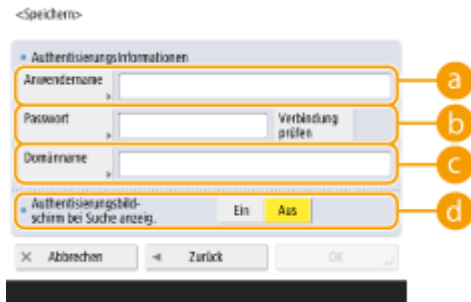 <Speichern>
Authentisierungsinformationen
Anwendername
a
Passwort
Verbindung
prüfen
b
Domänname
c
Authentisierungsbild-
schirm bei Suche anzeig.
Ein
Aus
d
Abbrechen
Zurück
OK